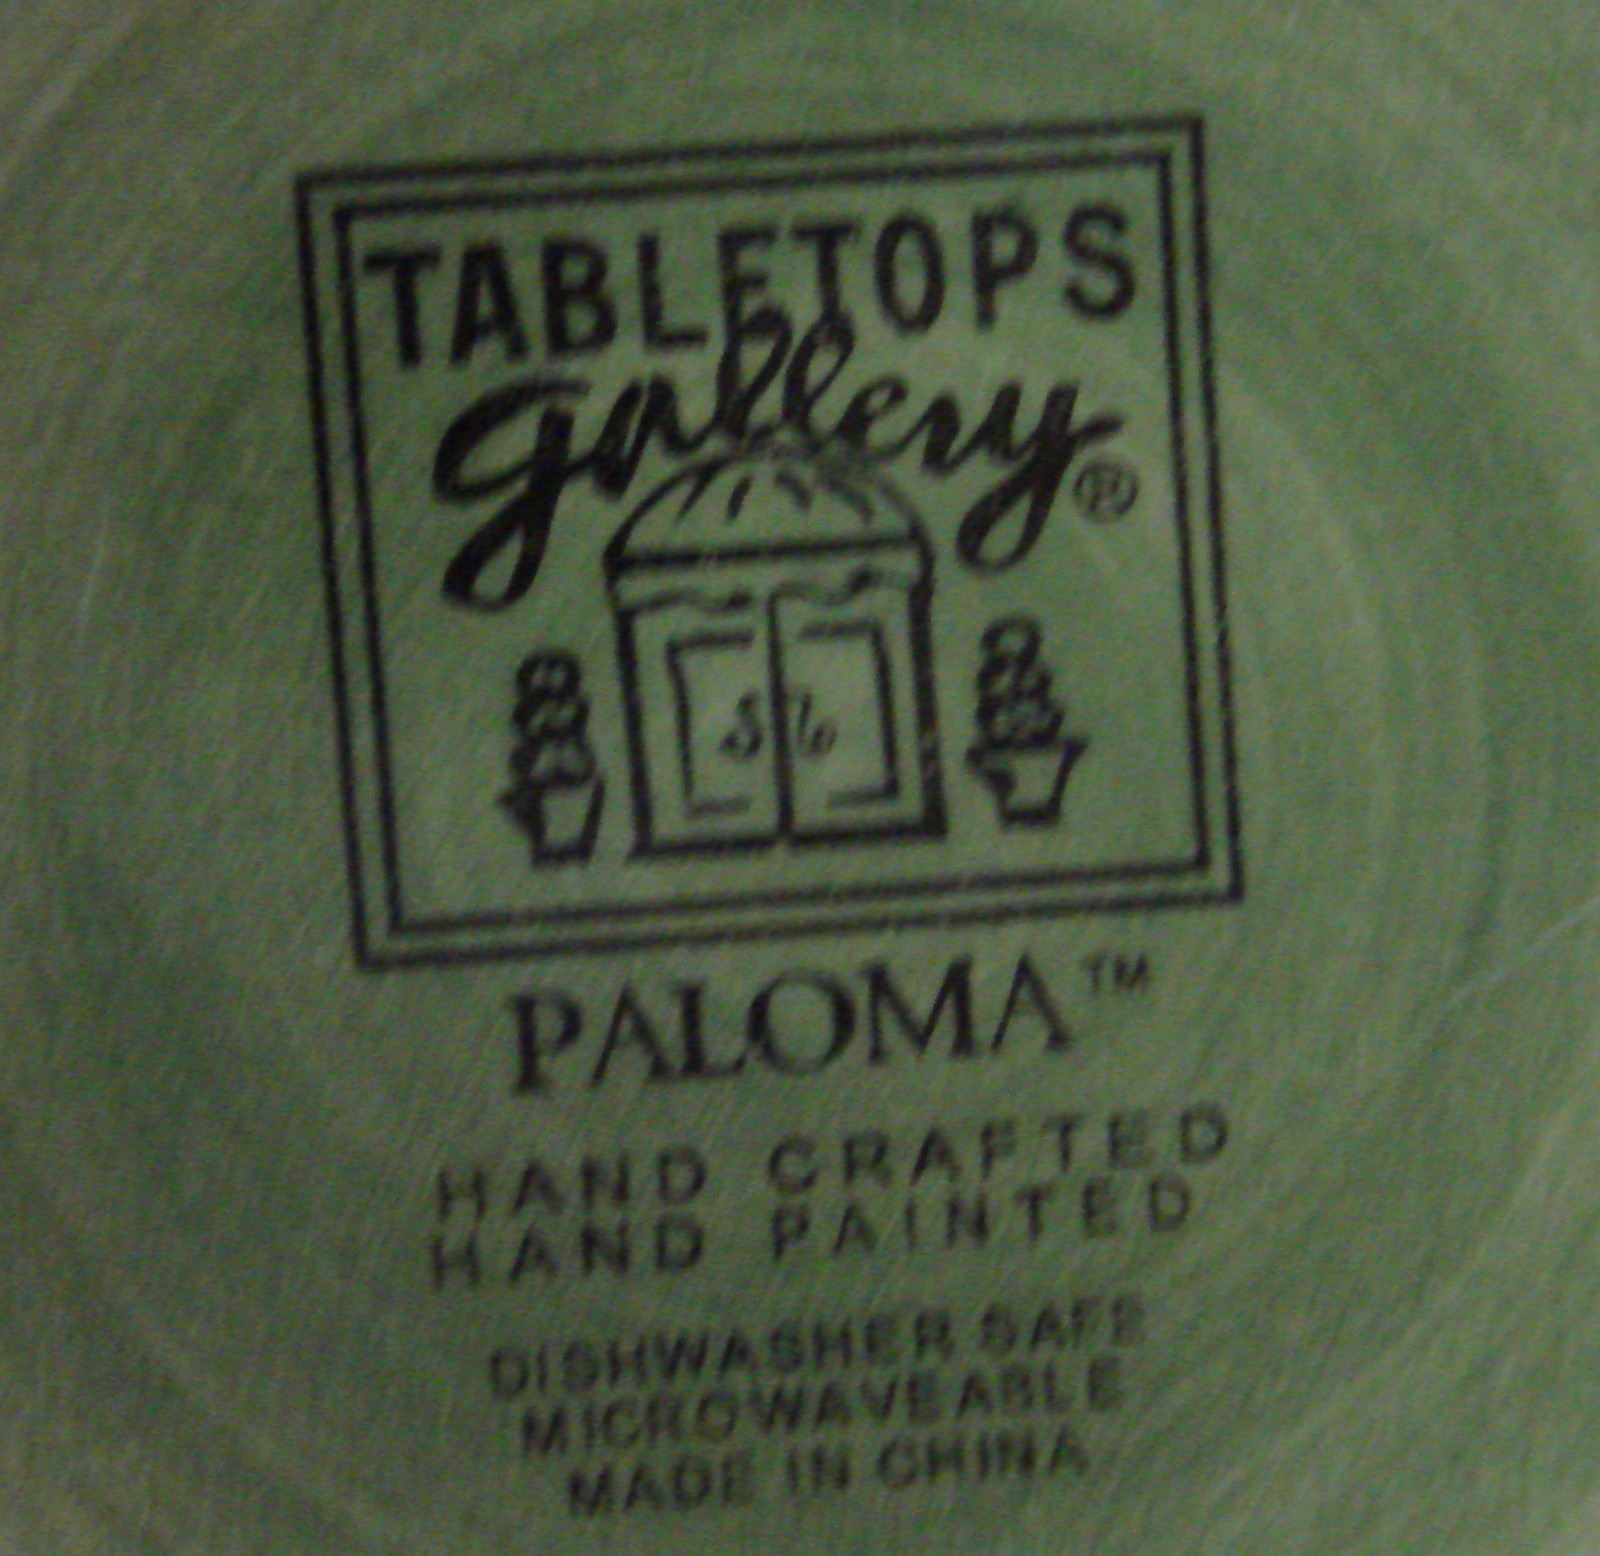 TABLETOPS
gallery®
PALOMA™
HAND CRAFTED
HAND PAINTED
DISHWASHER SAFE
MICROWAVEABLE
MADE IN CHINA